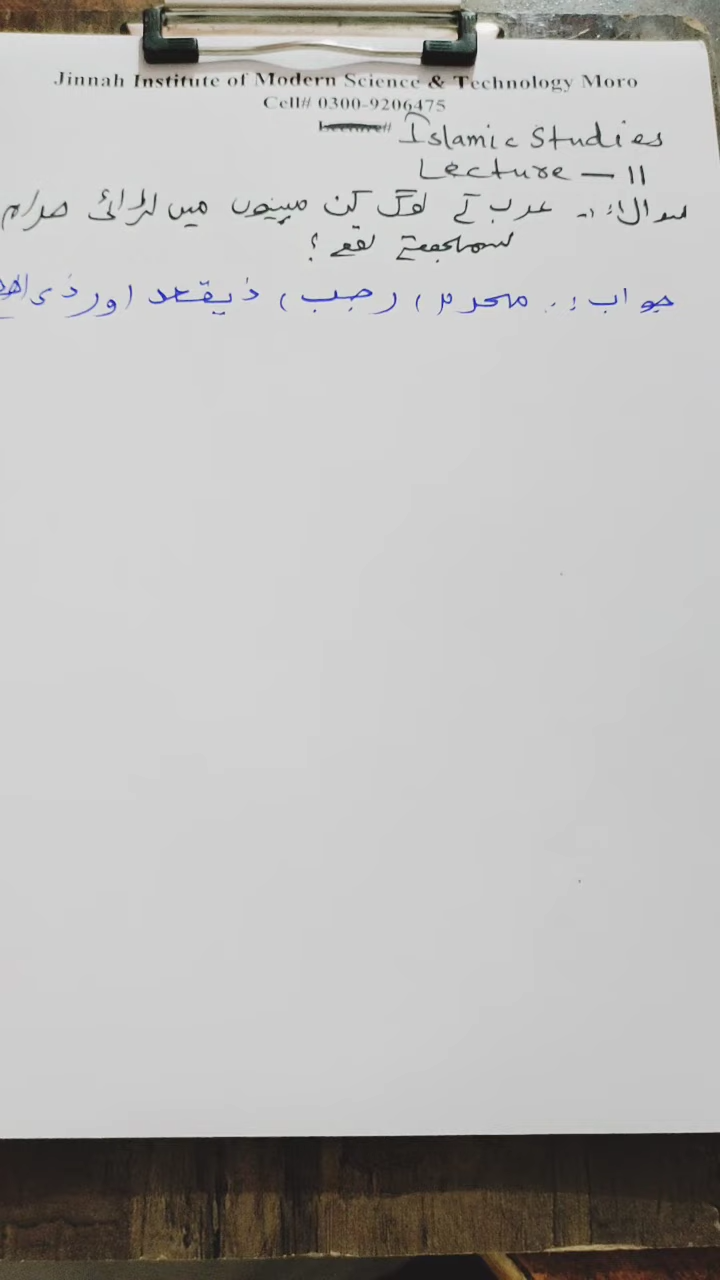 Jinnah Institute of Modern Science & Technology Moro
Cell# 0300-9206475
Islamic Studies
Lecture – 11
سوال: عرب کے لوگ کن مہینوں میں لڑائی حرام
سمجھتے تھے ؟
جواب: محرم، رجب، ذیقعد اور ذی الحج